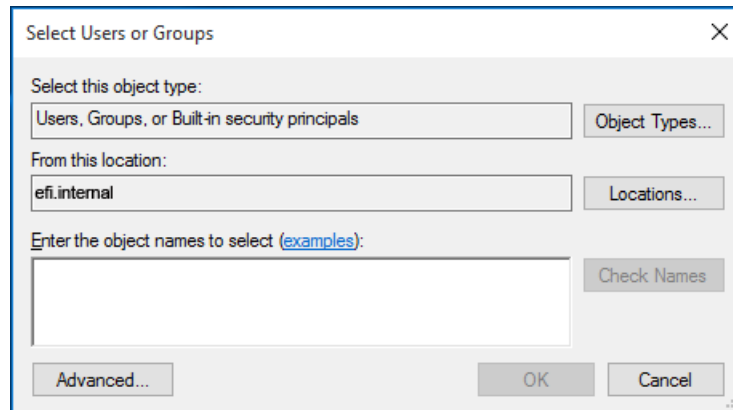 Select Users or Groups
Select this object type:
Users, Groups, or Built-in security principals
Object Types...
From this location:
efi.internal
Locations...
Enter the object names to select (examples):
Check Names
Advanced...
OK
Cancel